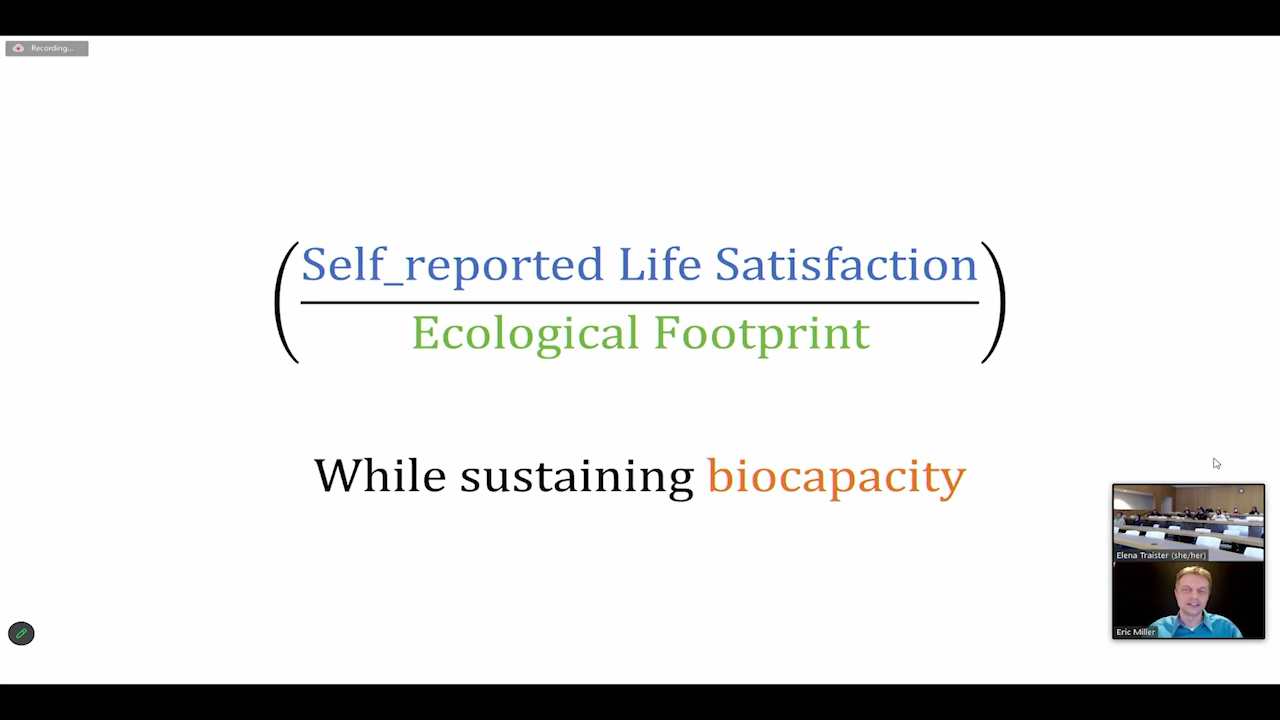 Recording...
Self_reported Life Satisfaction
Ecological Footprint
While sustaining biocapacity
Elena Traister (she/her)
Eric Miller